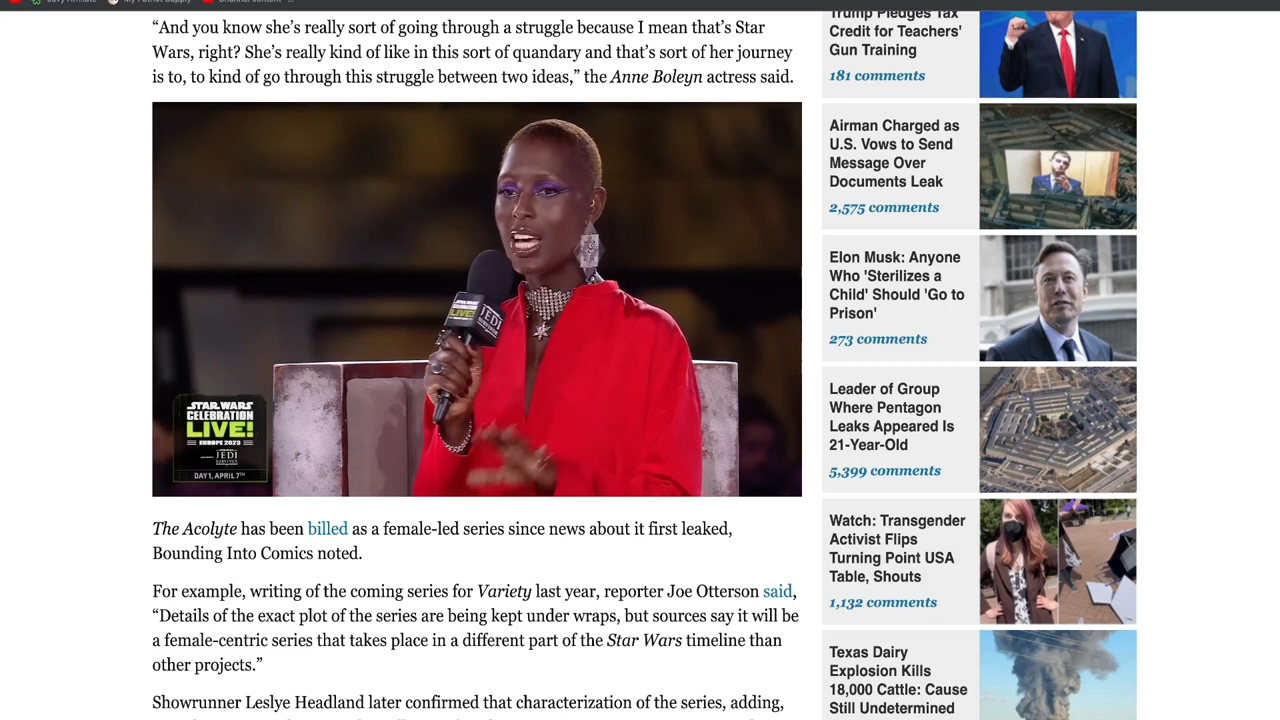 My Patriot Supply
“And you know she’s really sort of going through a struggle because I mean that’s Star
Wars, right? She’s really kind of like in this sort of quandary and that’s sort of her journey
is to, to kind of go through this struggle between two ideas,” the Anne Boleyn actress said.
STAR WARS
CELEBRATION
LIVE!
EUROPE 2023
JEDI
DAY 1, APRIL 7TH
STAR WARS
CELEBRATION
LIVE!
JEDI
The Acolyte has been billed as a female-led series since news about it first leaked,
Bounding Into Comics noted.
For example, writing of the coming series for Variety last year, reporter Joe Otterson said,
“Details of the exact plot of the series are being kept under wraps, but sources say it will be
a female-centric series that takes place in a different part of the Star Wars timeline than
other projects.”
Showrunner Leslye Headland later confirmed that characterization of the series, adding,
Trump Pledges Tax
Credit for Teachers'
Gun Training
181 comments
Airman Charged as
U.S. Vows to Send
Message Over
Documents Leak
2,575 comments
Elon Musk: Anyone
Who 'Sterilizes a
Child' Should 'Go to
Prison'
273 comments
Leader of Group
Where Pentagon
Leaks Appeared Is
21-Year-Old
5,399 comments
Watch: Transgender
Activist Flips
Turning Point USA
Table, Shouts
1,132 comments
Texas Dairy
Explosion Kills
18,000 Cattle: Cause
Still Undetermined